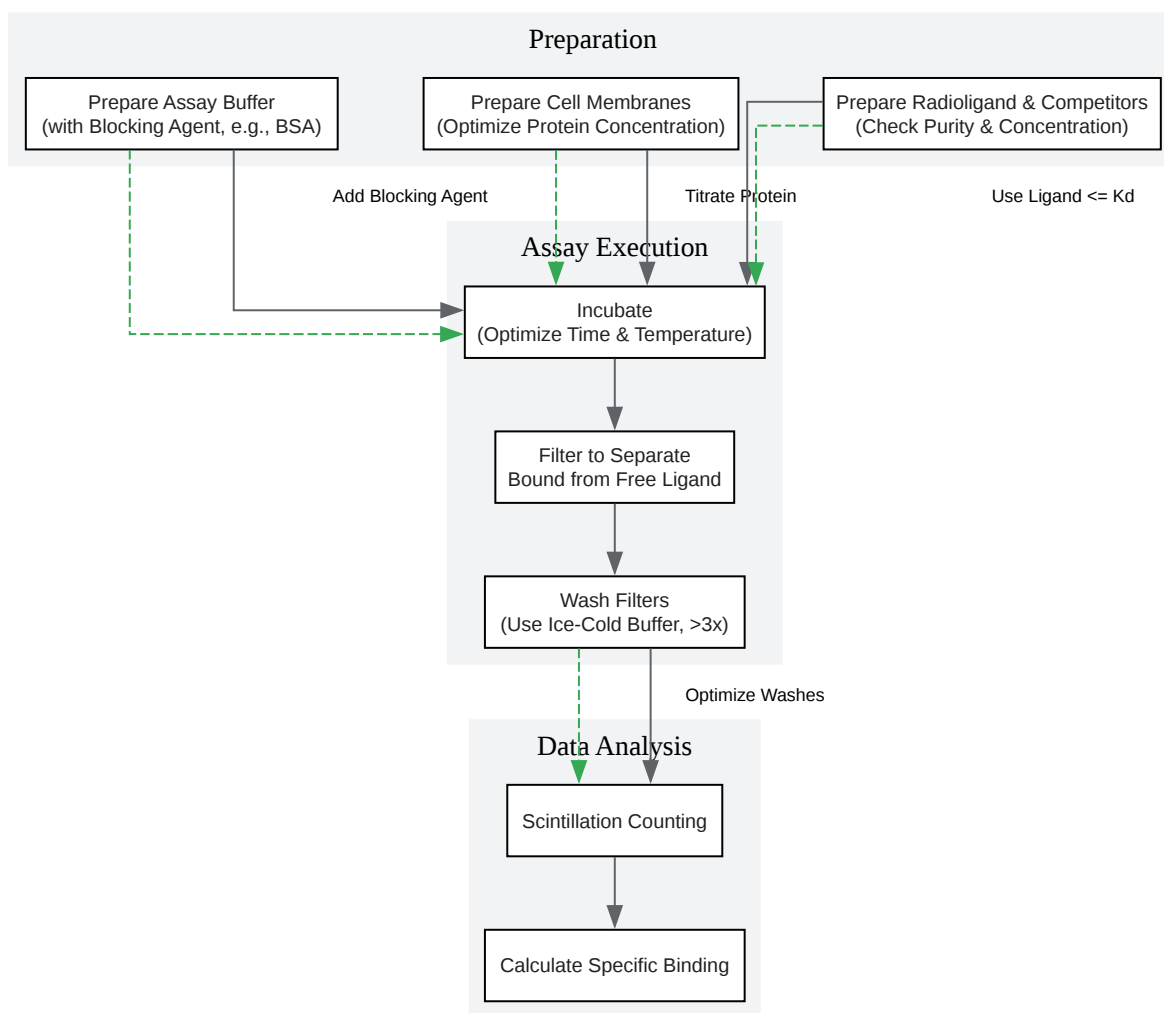 Preparation
Prepare Assay Buffer
(with Blocking Agent, e.g., BSA)
Prepare Cell Membranes
(Optimize Protein Concentration)
Prepare Radioligand & Competitors
(Check Purity & Concentration)
Add Blocking Agent
Titrate Protein
Use Ligand <= Kd
Assay Execution
Incubate
(Optimize Time & Temperature)
Filter to Separate
Bound from Free Ligand
Wash Filters
(Use Ice-Cold Buffer, >3x)
Optimize Washes
Data Analysis
Scintillation Counting
Calculate Specific Binding